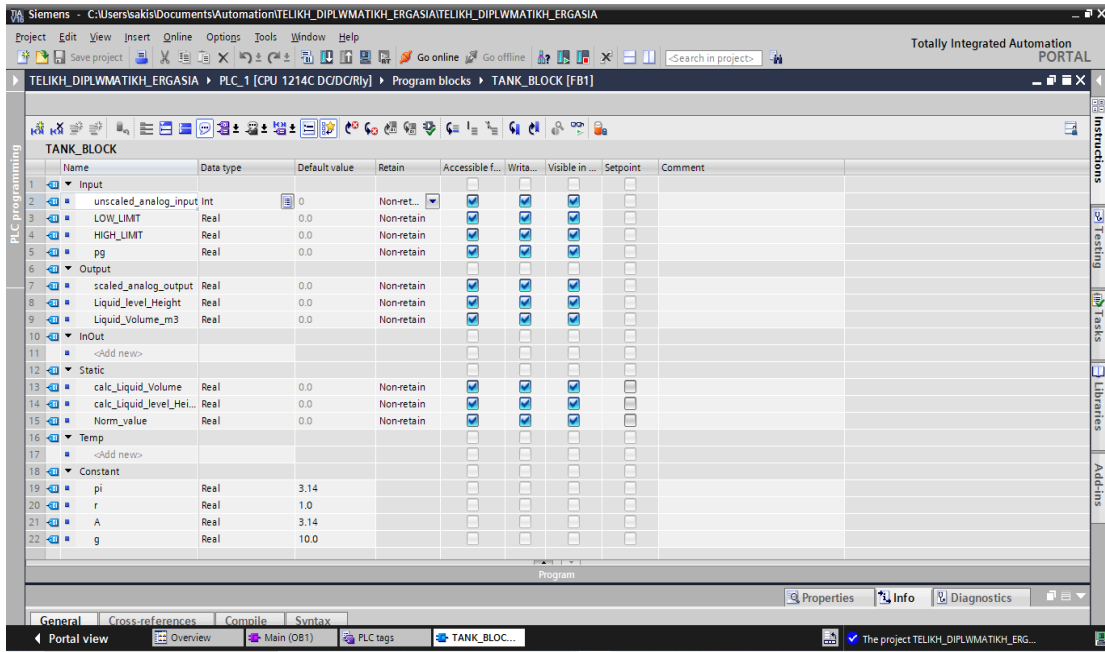 Siemens - C:\Users\sakis\Documents\Automation\TELIKH_DIPLWMATIKH_ERGASIA\TELIKH_DIPLWMATIKH_ERGASIA
Project Edit View Insert Online Options Tools Window Help
Totally Integrated Automation
PORTAL
Save project Go online Go offline <Search in project>
TELIKH_DIPLWMATIKH_ERGASIA PLC_1 [CPU 1214C DC/DC/Rly] Program blocks TANK_BLOCK [FB1]
TANK_BLOCK
Name Data type Default value Retain Accessible f... Writa... Visible in ... Setpoint Comment
1 Input
2 unscaled_analog_input Int 0 Non-ret...
3 LOW_LIMIT Real 0.0 Non-retain
4 HIGH_LIMIT Real 0.0 Non-retain
5 pg Real 0.0 Non-retain
6 Output
7 scaled_analog_output Real 0.0 Non-retain
8 Liquid_level_Height Real 0.0 Non-retain
9 Liquid_Volume_m3 Real 0.0 Non-retain
10 InOut
11 <Add new>
12 Static
13 calc_Liquid_Volume Real 0.0 Non-retain
14 calc_Liquid_level_Hei... Real 0.0 Non-retain
15 Norm_value Real 0.0 Non-retain
16 Temp
17 <Add new>
18 Constant
19 pi Real 3.14
20 r Real 1.0
21 A Real 3.14
22 g Real 10.0
Program
Properties Info Diagnostics
General Cross-references Compile Syntax
Portal view Overview Main (OB1) PLC tags TANK_BLOC... The project TELIKH_DIPLWMATIKH_ERG...
PLC programming
Instructions
Testing
Tasks
Libraries
Add-ins